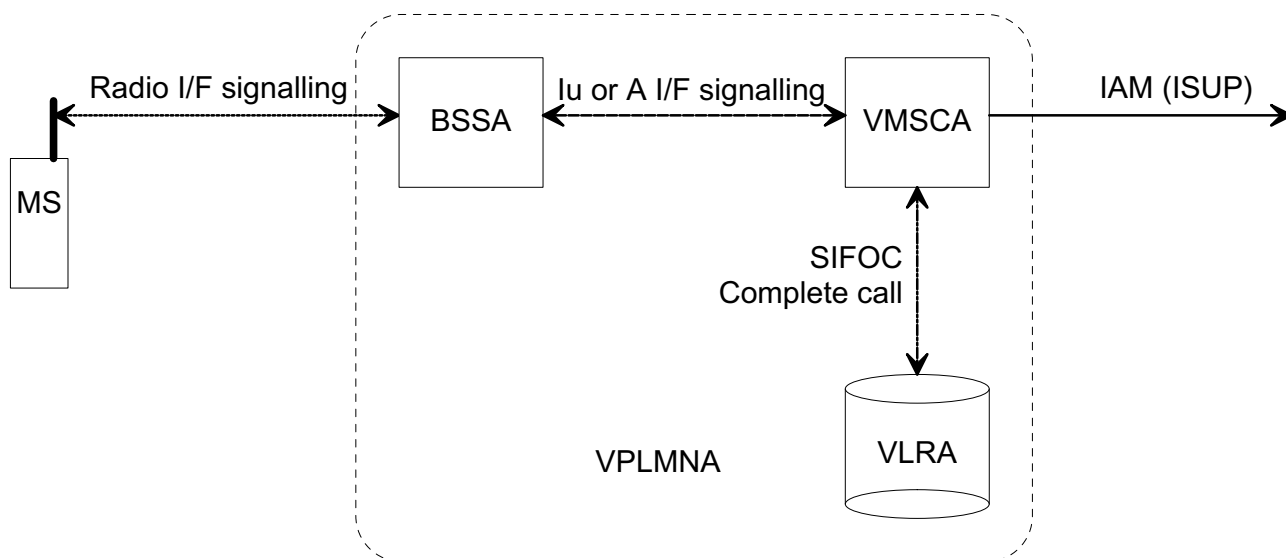 Radio I/F signalling
Iu or A I/F signalling
IAM (ISUP)
BSSA
VMSCA
MS
SIFOC
Complete call
VPLMNA
VLRA